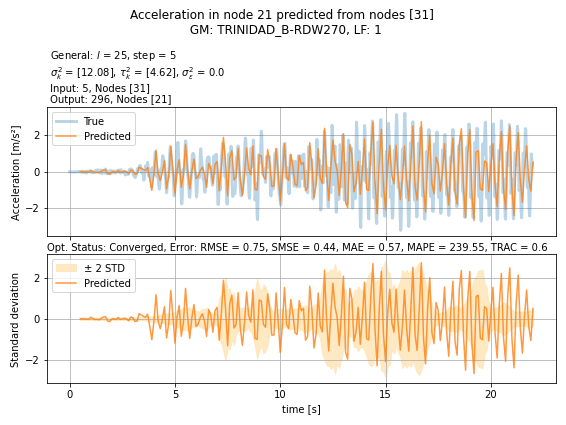 Acceleration in node 21 predicted from nodes [31]
GM: TRINIDAD_B-RDW270, LF: 1
General: l = 25, step = 5
σ²ₖ = [12.08], τ²ₖ = [4.62], σ²ε = 0.0
Input: 5, Nodes [31]
Output: 296, Nodes [21]
True
Predicted
Acceleration [m/s²]
2
0
−2
Opt. Status: Converged, Error: RMSE = 0.75, SMSE = 0.44, MAE = 0.57, MAPE = 239.55, TRAC = 0.6
± 2 STD
Predicted
Standard deviation
2
0
−2
0 5 10 15 20
time [s]